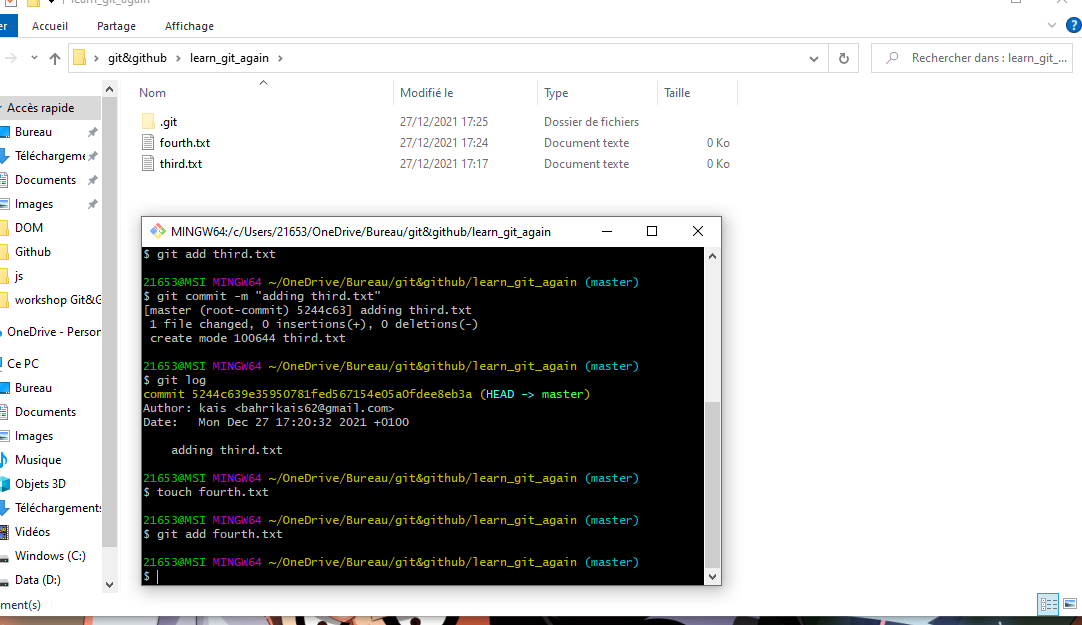 learn_git_again
er Accueil Partage Affichage
git&github > learn_git_again >
Rechercher dans : learn_git_...
Nom Modifié le Type Taille
.git 27/12/2021 17:25 Dossier de fichiers
fourth.txt 27/12/2021 17:24 Document texte 0 Ko
third.txt 27/12/2021 17:17 Document texte 0 Ko
Accès rapide
Bureau
Téléchargeme
Documents
Images
DOM
Github
js
workshop Git&G
OneDrive - Person
Ce PC
Bureau
Documents
Images
Musique
Objets 3D
Téléchargements
Vidéos
Windows (C:)
Data (D:)
ment(s)
MINGW64:/c/Users/21653/OneDrive/Bureau/git&github/learn_git_again
$ git add third.txt
21653@MSI MINGW64 ~/OneDrive/Bureau/git&github/learn_git_again (master)
$ git commit -m "adding third.txt"
[master (root-commit) 5244c63] adding third.txt
1 file changed, 0 insertions(+), 0 deletions(-)
create mode 100644 third.txt
21653@MSI MINGW64 ~/OneDrive/Bureau/git&github/learn_git_again (master)
$ git log
commit 5244c639e35950781fed567154e05a0fdee8eb3a (HEAD -> master)
Author: kais <bahrikais62@gmail.com>
Date: Mon Dec 27 17:20:32 2021 +0100
adding third.txt
21653@MSI MINGW64 ~/OneDrive/Bureau/git&github/learn_git_again (master)
$ touch fourth.txt
21653@MSI MINGW64 ~/OneDrive/Bureau/git&github/learn_git_again (master)
$ git add fourth.txt
21653@MSI MINGW64 ~/OneDrive/Bureau/git&github/learn_git_again (master)
$